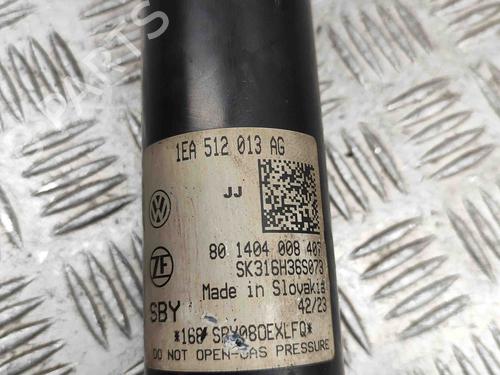 1EA 512 013 AG
JJ
80 1404 008 407
SK316H36S073
Made in Slovakia
SBY
42/23
DO NOT OPEN-GAS PRESSURE
PARTS